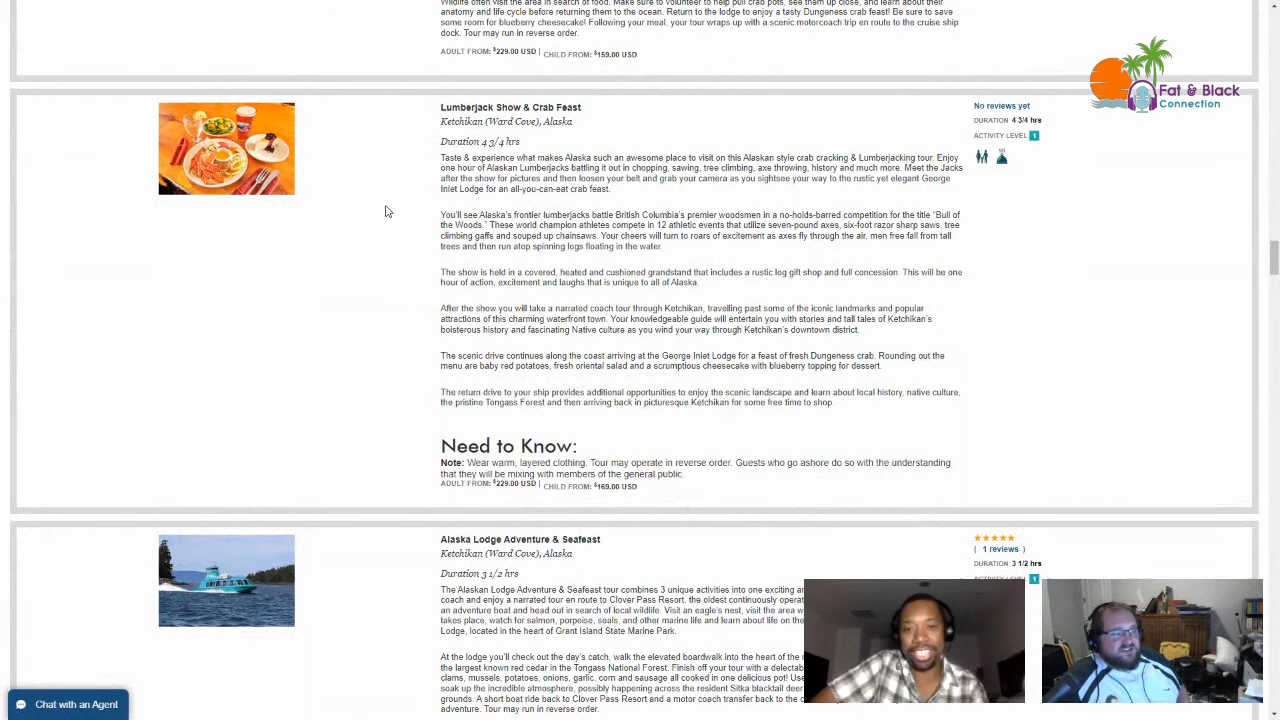 Wildlife often visit the area in search of food. Make sure to volunteer to help pull crab pots, see them up close, and learn about their
anatomy and life cycle before returning them to the ocean. Return to the lodge to enjoy a tasty Dungeness crab feast! Be sure to save
some room for blueberry cheesecake! Following your meal, your tour wraps up with a scenic motorcoach trip en route to the cruise ship
dock. Tour may run in reverse order.
ADULT FROM: $229.00 USD | CHILD FROM: $159.00 USD
Fat & Black
Connection
Lumberjack Show & Crab Feast
Ketchikan (Ward Cove), Alaska
Duration 4 3/4 hrs
Taste & experience what makes Alaska such an awesome place to visit on this Alaskan style crab cracking & Lumberjacking tour. Enjoy
one hour of Alaskan Lumberjacks battling it out in chopping, sawing, tree climbing, axe throwing, history and much more. Meet the Jacks
after the show for pictures and then loosen your belt and grab your camera as you sightsee your way to the rustic yet elegant George
Inlet Lodge for an all-you-can-eat crab feast.
You'll see Alaska's frontier lumberjacks battle British Columbia's premier woodsmen in a no-holds-barred competition for the title "Bull of
the Woods." These world champion athletes compete in 12 athletic events that utilize seven-pound axes, six-foot razor sharp saws, tree
climbing gaffs and souped up chainsaws. Your cheers will turn to roars of excitement as axes fly through the air, men free fall from tall
trees and then run atop spinning logs floating in the water.
The show is held in a covered, heated and cushioned grandstand that includes a rustic log gift shop and full concession. This will be one
hour of action, excitement and laughs that is unique to all of Alaska.
After the show you will take a narrated coach tour through Ketchikan, travelling past some of the iconic landmarks and popular
attractions of this charming waterfront town. Your knowledgeable guide will entertain you with stories and tall tales of Ketchikan's
boisterous history and fascinating Native culture as you wind your way through Ketchikan's downtown district.
The scenic drive continues along the coast arriving at the George Inlet Lodge for a feast of fresh Dungeness crab. Rounding out the
menu are baby red potatoes, fresh oriental salad and a scrumptious cheesecake with blueberry topping for dessert.
The return drive to your ship provides additional opportunities to enjoy the scenic landscape and learn about local history, native culture,
the pristine Tongass Forest and then arriving back in picturesque Ketchikan for some free time to shop
Need to Know:
Note: Wear warm, layered clothing. Tour may operate in reverse order. Guests who go ashore do so with the understanding
that they will be mixing with members of the general public.
ADULT FROM: $229.00 USD | CHILD FROM: $169.00 USD
No reviews yet
DURATION 4 3/4 hrs
ACTIVITY LEVEL 1
Alaska Lodge Adventure & Seafeast
Ketchikan (Ward Cove), Alaska
Duration 3 1/2 hrs
The Alaskan Lodge Adventure & Seafeast tour combines 3 unique activities into one exciting
coach and enjoy a narrated tour en route to Clover Pass Resort, the oldest continuously
an adventure boat and head out in search of local wildlife. Visit an eagle's nest, visit the area
takes place, watch for salmon, porpoise, seals, and other marine life and learn about life on the
Lodge, located in the heart of Grant Island State Marine Park.
At the lodge you'll check out the day's catch, walk the elevated boardwalk into the heart of the
the largest known red cedar in the Tongass National Forest. Finish off your tour with a
clams, mussels, potatoes, onions, garlic, corn and sausage all cooked in one delicious pot!
soak up the incredible atmosphere, possibly happening across the resident Sitka blacktail deer
grounds. A short boat ride back to Clover Pass Resort and a motor coach transfer back to the
adventure. Tour may run in reverse order.
( 1 reviews )
DURATION 3 1/2 hrs
ACTIVITY LEVEL 1
Chat with an Agent